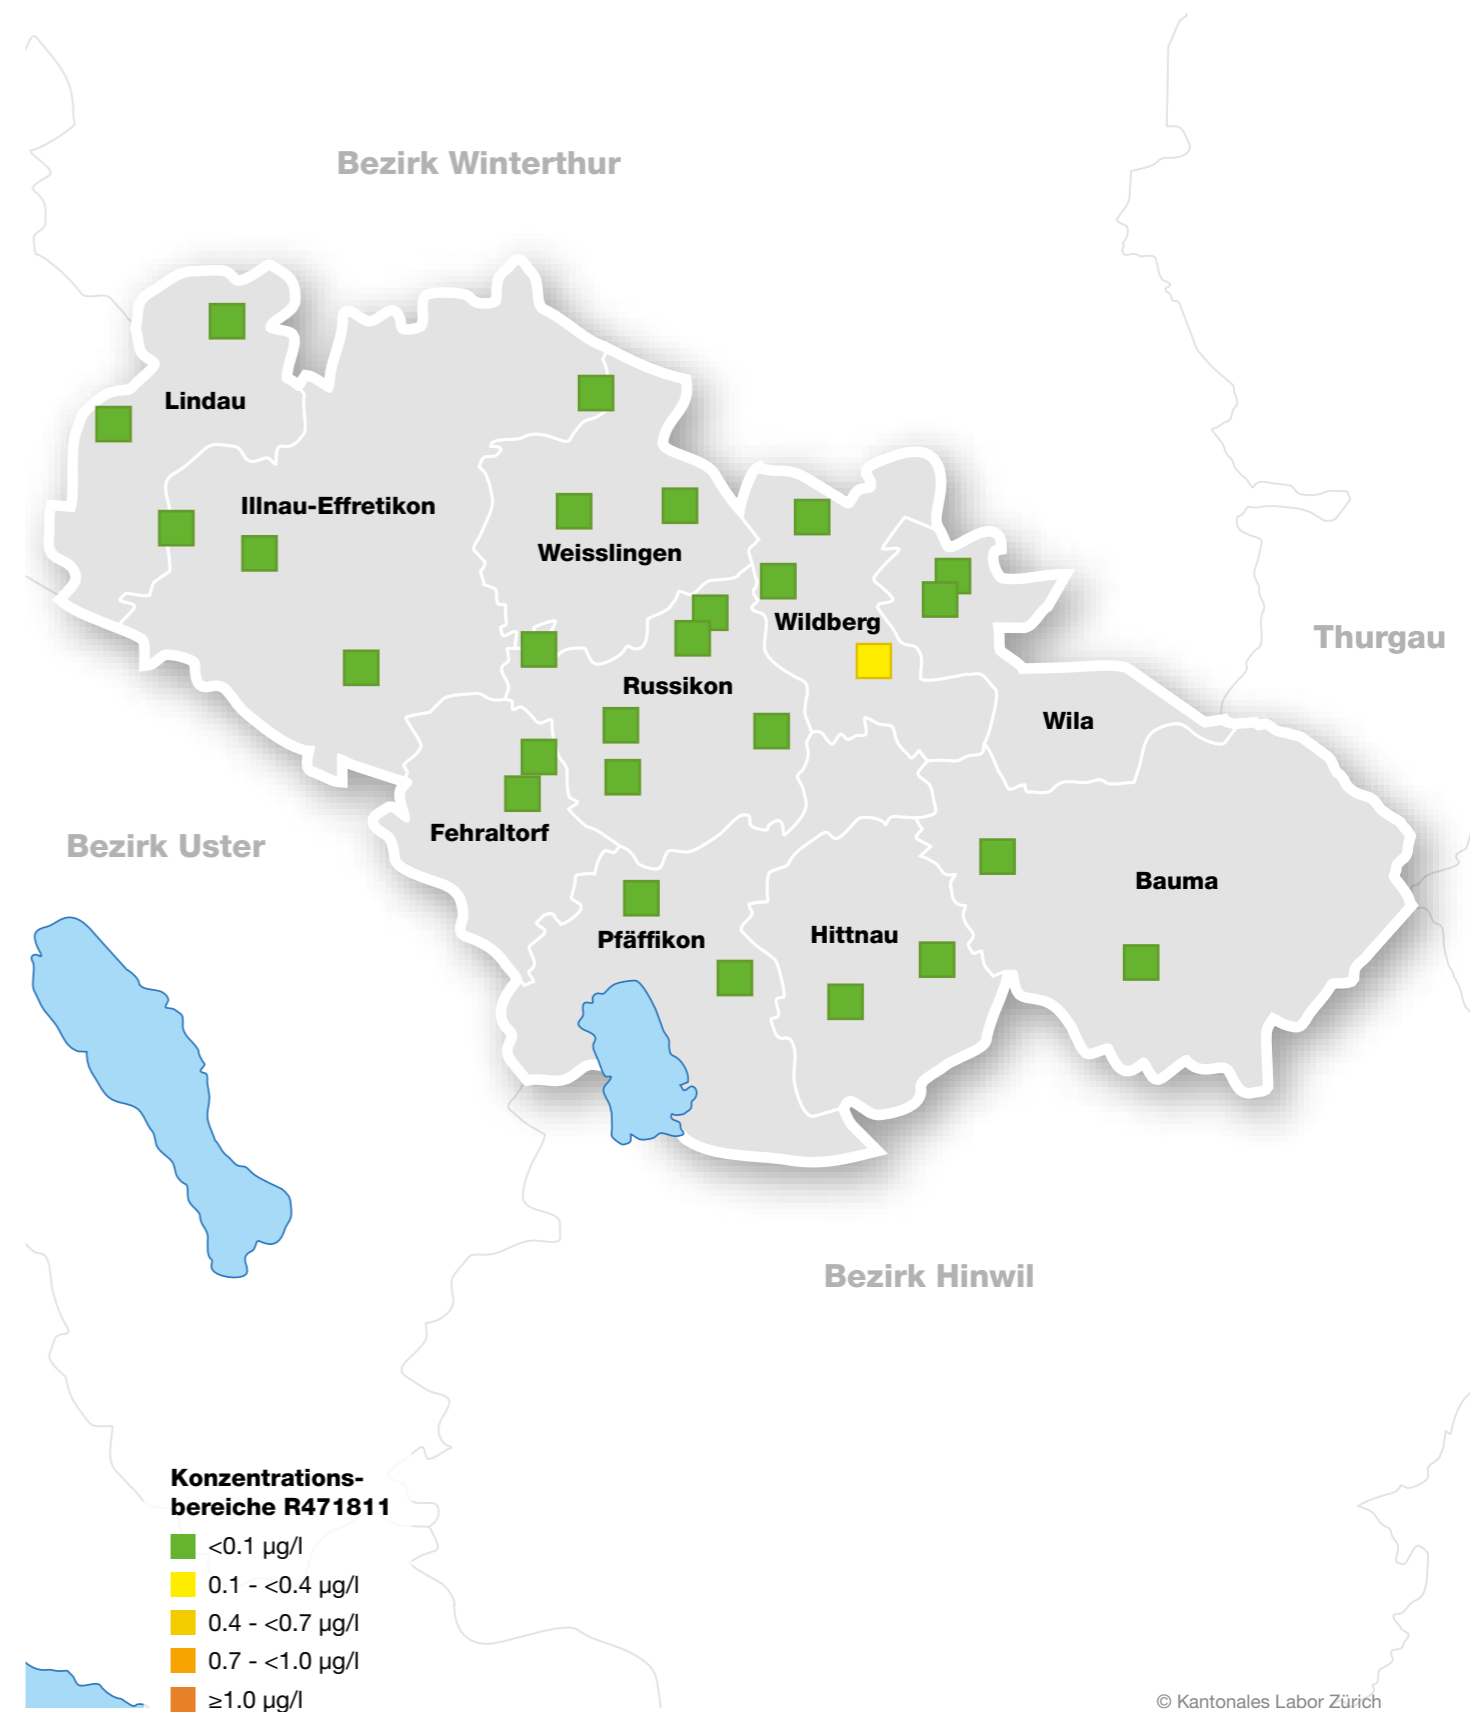 Bezirk Winterthur
Lindau
Illnau-Effretikon
Weisslingen
Wildberg
Thurgau
Russikon
Wila
Fehraltorf
Bezirk Uster
Bauma
Hittnau
Pfäffikon
Bezirk Hinwil
Konzentrations-
bereiche R471811
<0.1 µg/l
0.1 - <0.4 µg/l
0.4 - <0.7 µg/l
0.7 - <1.0 µg/l
≥1.0 µg/l
© Kantonales Labor Zürich